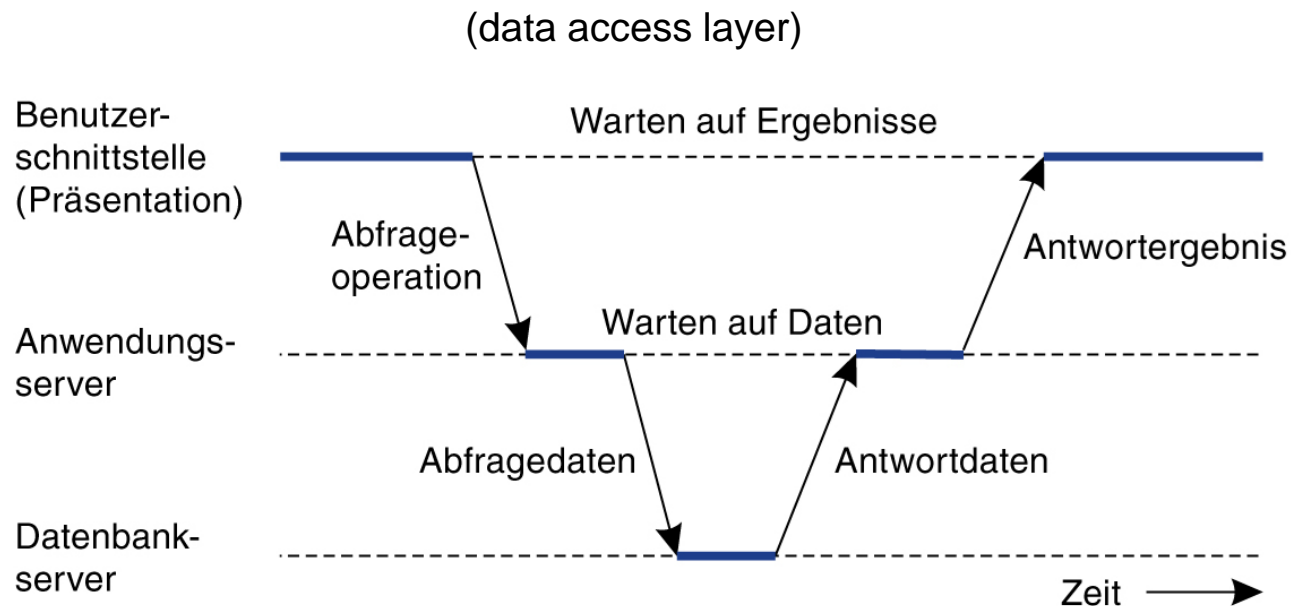 (data access layer)
Benutzer-
schnittstelle
(Präsentation)
Warten auf Ergebnisse
Abfrage-
operation
Antwortergebnis
Anwendungs-
server
Warten auf Daten
Abfragedaten
Antwortdaten
Datenbank-
server
Zeit